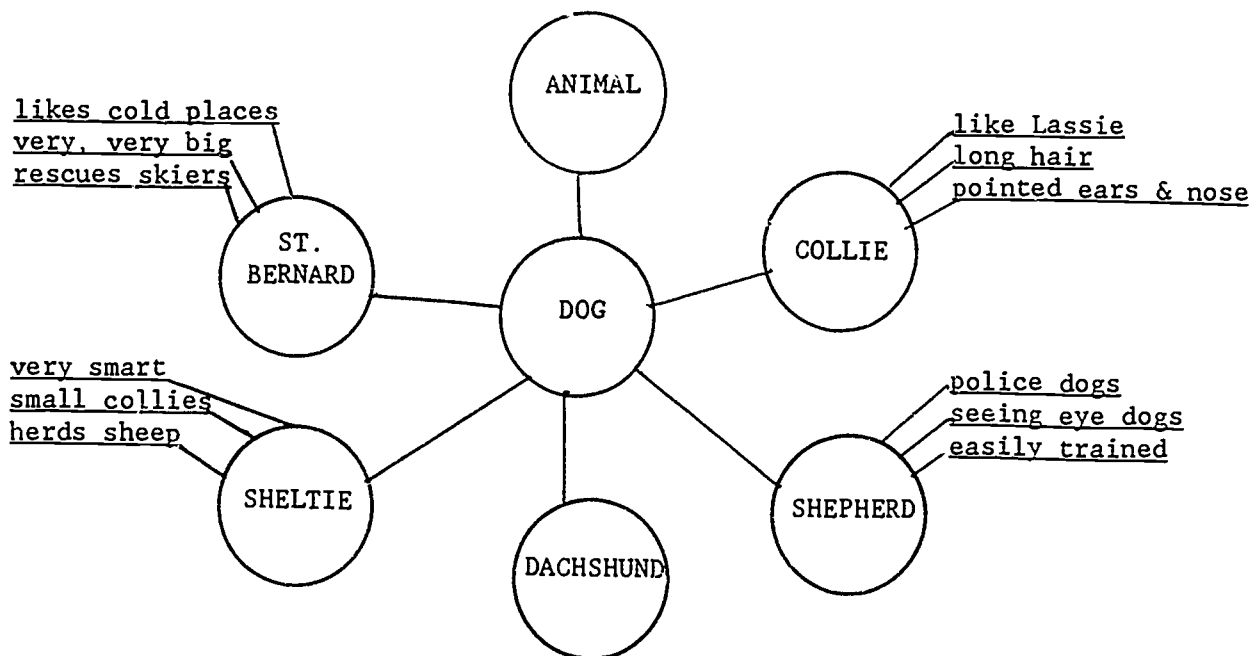 ANIMAL
likes cold places
very, very big
rescues skiers
ST.
BERNARD
like Lassie
long hair
pointed ears & nose
COLLIE
DOG
very smart
small collies
herds sheep
SHELTIE
police dogs
seeing eye dogs
easily trained
SHEPHERD
DACHSHUND